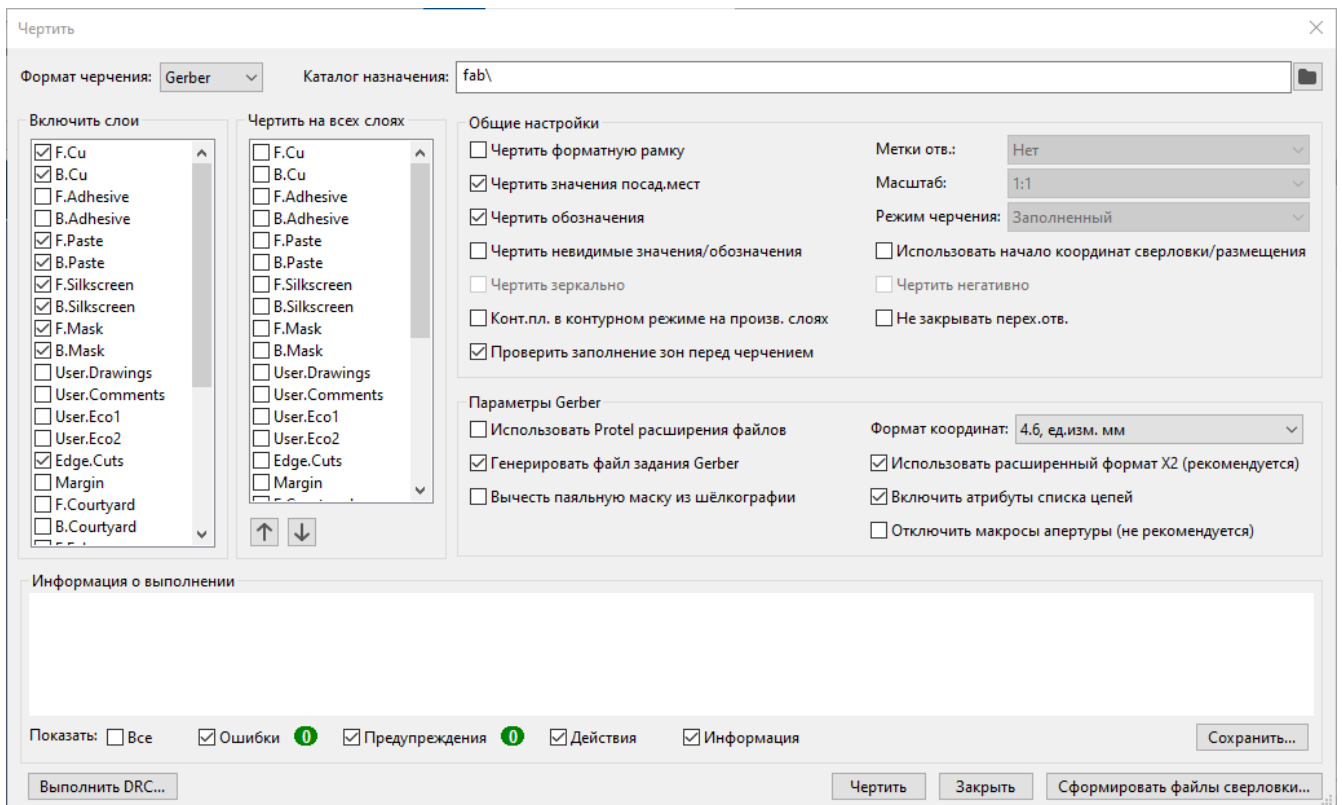 Чертить
Формат черчения: Gerber Каталог назначения: fab\
Включить слои
F.Cu
B.Cu
F.Adhesive
B.Adhesive
F.Paste
B.Paste
F.Silkscreen
B.Silkscreen
F.Mask
B.Mask
User.Drawings
User.Comments
User.Eco1
User.Eco2
Edge.Cuts
Margin
F.Courtyard
B.Courtyard
Чертить на всех слоях
F.Cu
B.Cu
F.Adhesive
B.Adhesive
F.Paste
B.Paste
F.Silkscreen
B.Silkscreen
F.Mask
B.Mask
User.Drawings
User.Comments
User.Eco1
User.Eco2
Edge.Cuts
Margin
Общие настройки
Чертить форматную рамку
Чертить значения посад.мест
Чертить обозначения
Чертить невидимые значения/обозначения
Чертить зеркально
Конт.пл. в контурном режиме на произв. слоях
Проверить заполнение зон перед черчением
Метки отв.: Нет
Масштаб: 1:1
Режим черчения: Заполненный
Использовать начало координат сверловки/размещения
Чертить негативно
Не закрывать перех.отв.
Параметры Gerber
Использовать Protel расширения файлов
Генерировать файл задания Gerber
Вычесть паяльную маску из шёлкографии
Формат координат: 4.6, ед.изм. мм
Использовать расширенный формат X2 (рекомендуется)
Включить атрибуты списка цепей
Отключить макросы апертуры (не рекомендуется)
Информация о выполнении
Показать: Все Ошибки 0 Предупреждения 0 Действия Информация Сохранить...
Выполнить DRC... Чертить Закрыть Сформировать файлы сверловки...